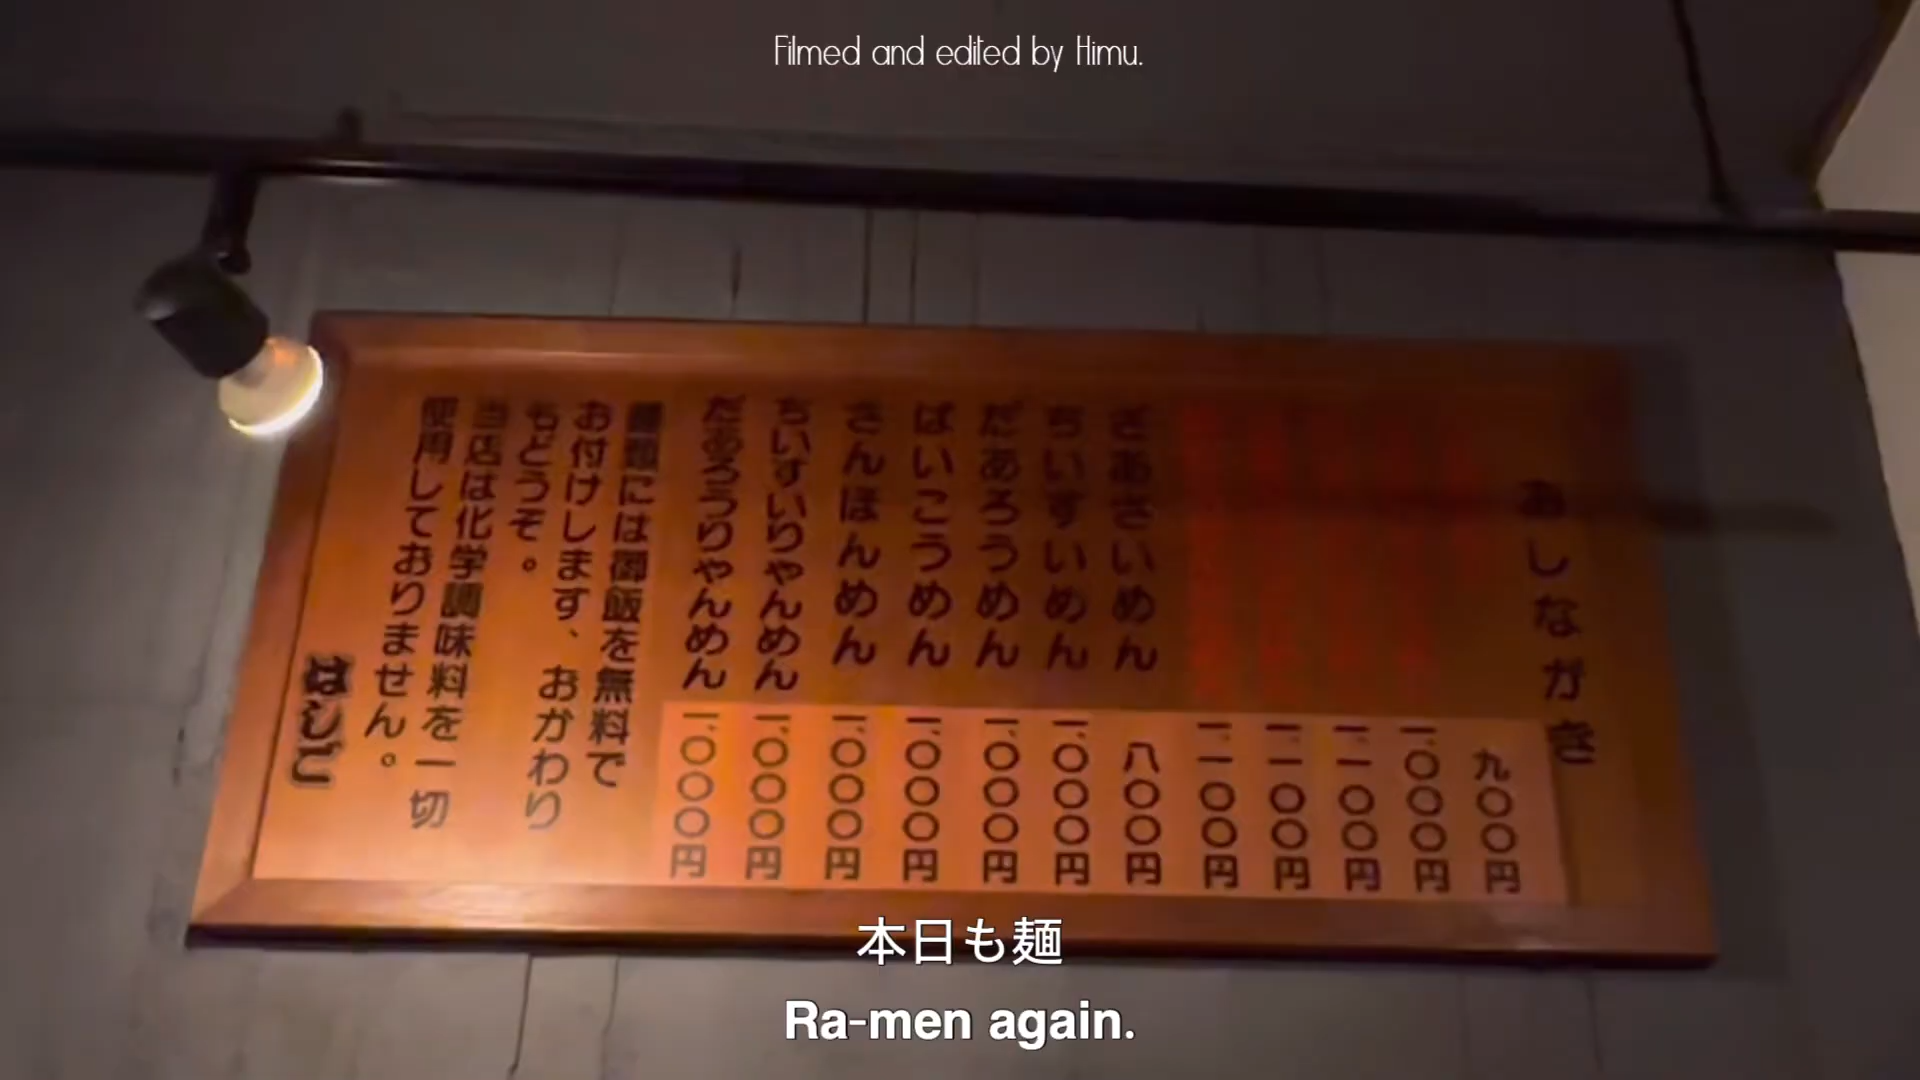 Filmed and edited by Himu.
おしながき
九〇〇円
一、〇〇〇円
一、一〇〇円
一、一〇〇円
一、一〇〇円
ざあさいめん 八〇〇円
ちいすいめん 一、〇〇〇円
だあろうめん 一、〇〇〇円
ぱいこうめん 一、〇〇〇円
さんほんめん 一、〇〇〇円
ちいすいりゃんめん 一、〇〇〇円
だあろうりゃんめん 一、〇〇〇円
麺類には御飯を無料で
お付けします、おかわり
もどうぞ。
当店は化学調味料を一切
使用しておりません。
はしご
本日も麺
Ra-men again.